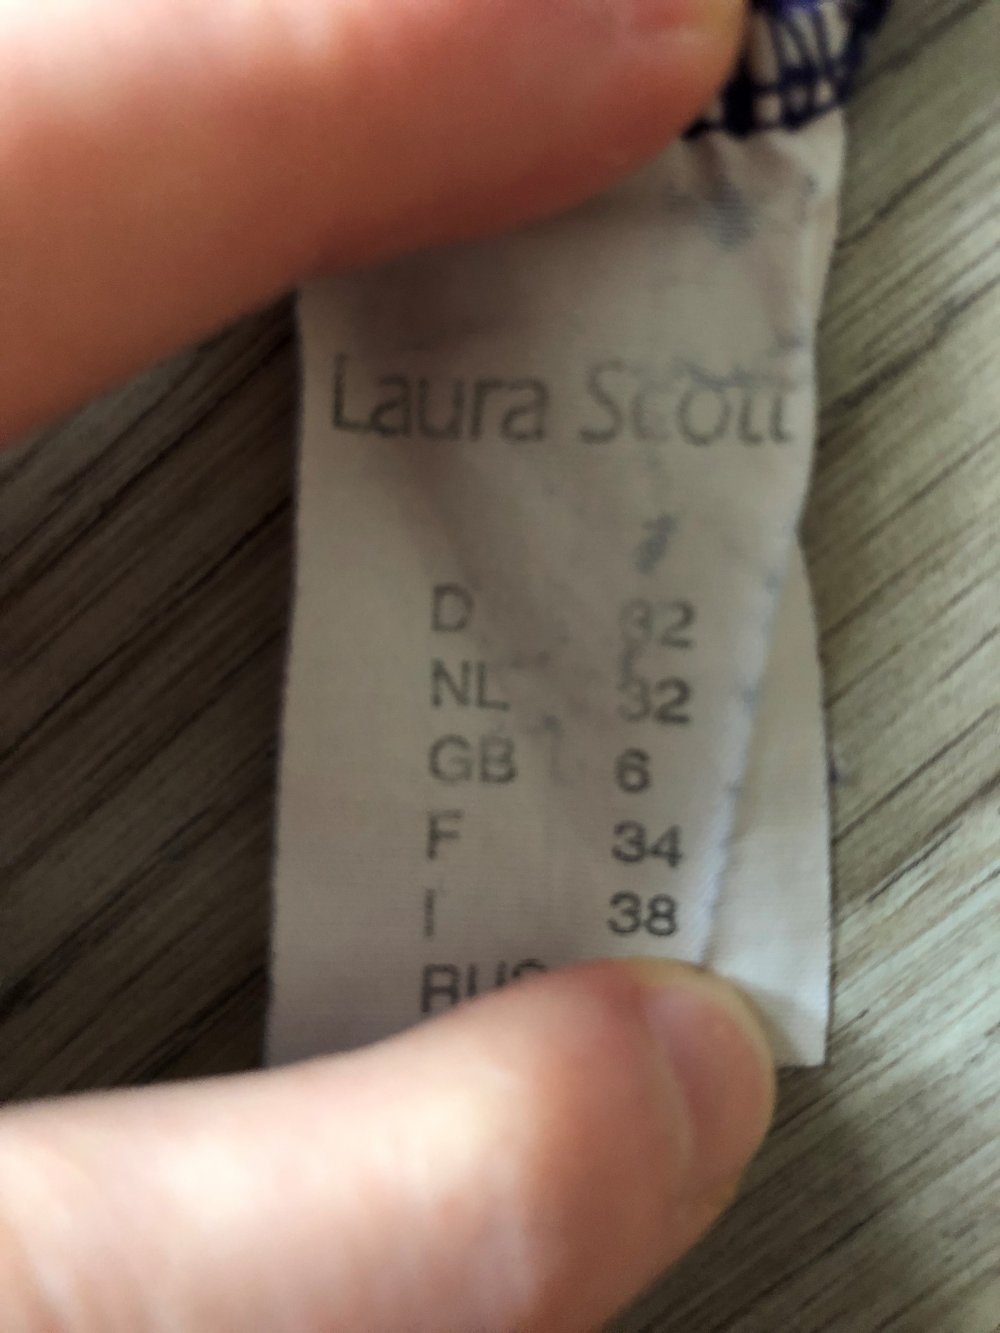 Laura Scott
D 32
NL 32
GB 6
F 34
I 38